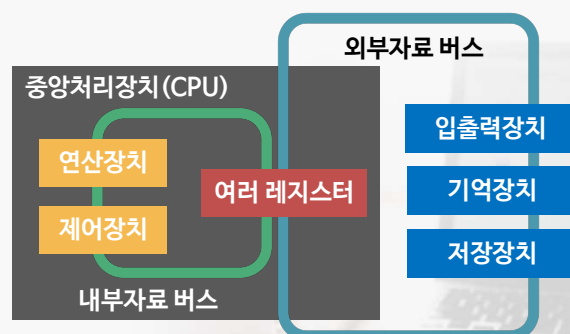 외부자료 버스
중앙처리장치(CPU)
입출력장치
연산장치
여러 레지스터
기억장치
제어장치
저장장치
내부자료 버스